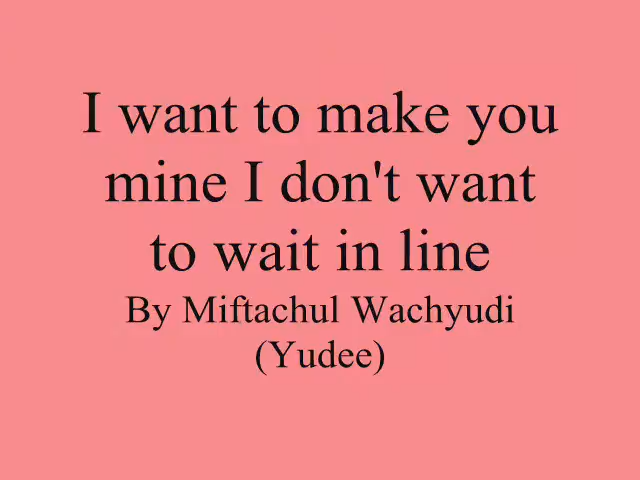 I want to make you
mine I don't want
to wait in line
By Miftachul Wachyudi
(Yudee)